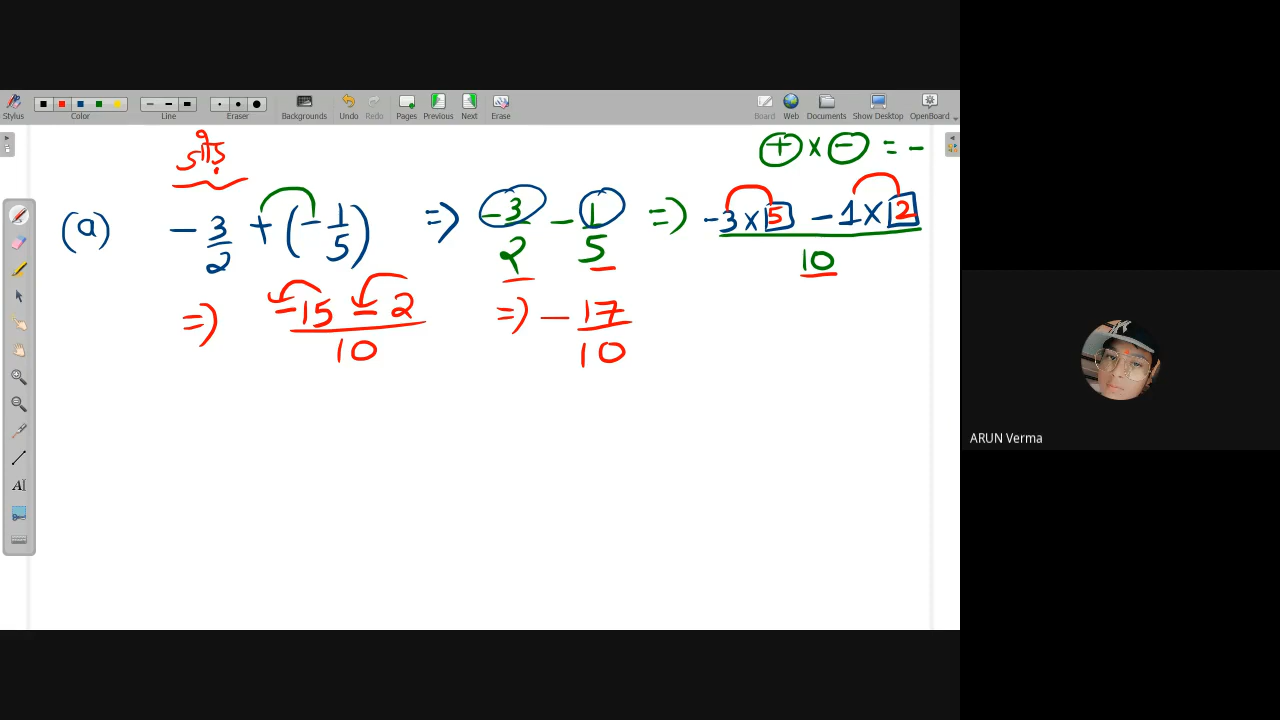 Stylus Color Line Eraser Backgrounds Undo Redo Pages Previous Next Erase Board Web Documents Show Desktop OpenBoard
जोड़
(+) × (-) = -
(a) - 3/2 + (- 1/5) => -3/2 - 1/5 => (-3×5 - 1×2)/10
=> (-15 - 2)/10 => - 17/10
ARUN Verma